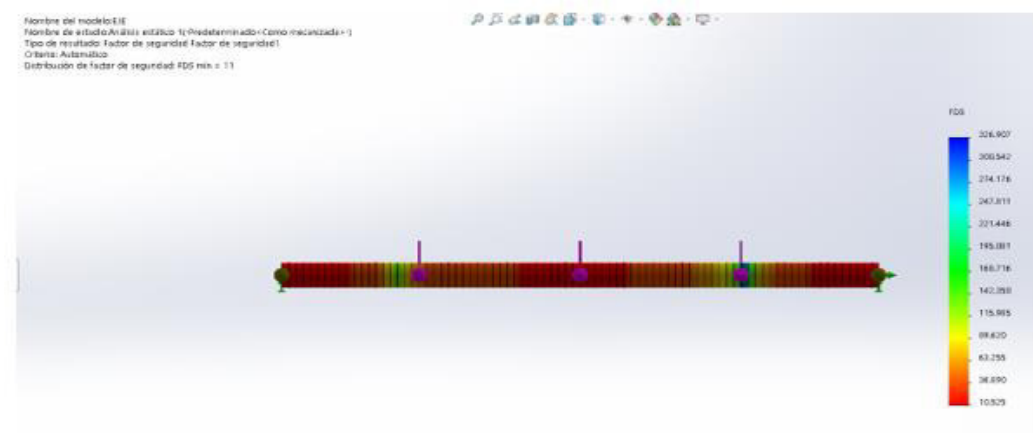 Nombre del modelo:EJE
Nombre de estudio:Análisis estático 1(-Predeterminado<Como mecanizada>-)
Tipo de resultado: Factor de seguridad Factor de seguridad1
Criterio: Automático
Distribución de factor de seguridad: FDS mín = 11
FDS
326.907
300.542
274.176
247.811
221.446
195.081
168.716
142.350
115.985
89.620
63.255
36.890
10.525